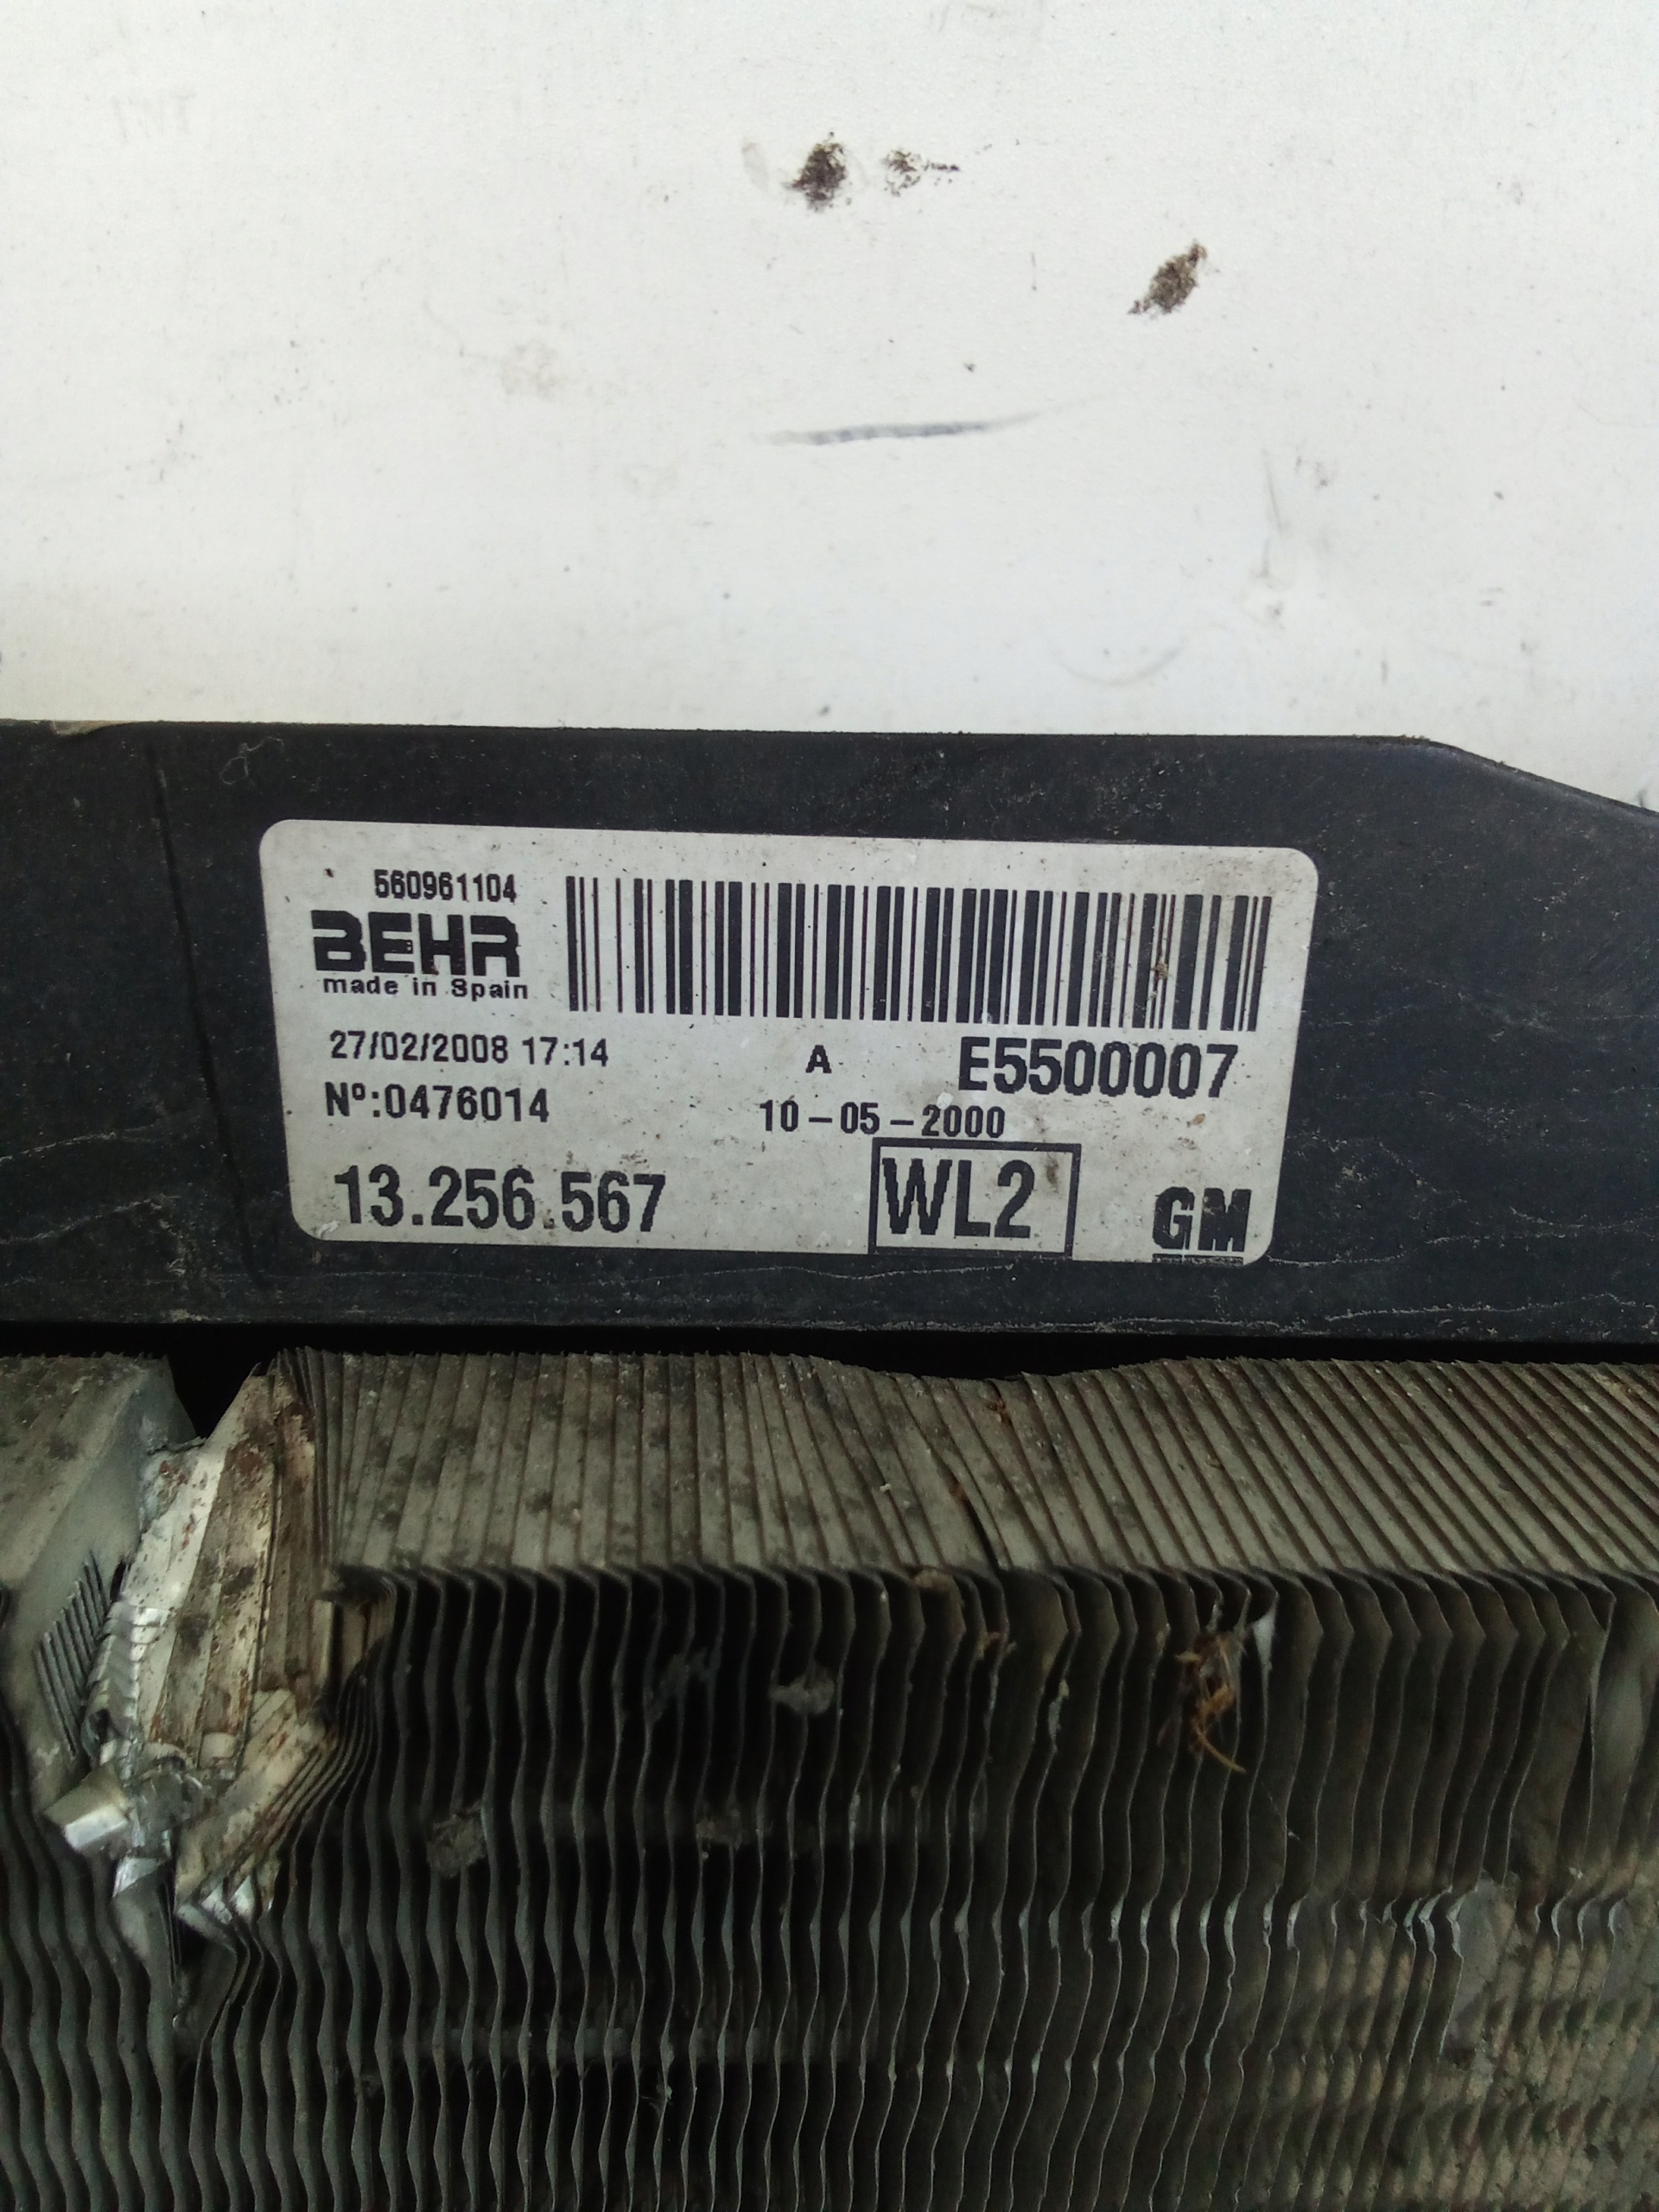 560961104
BEHR
made in Spain
27/02/2008 17:14 A E5500007
Nº:0476014 10-05-2000
13.256.567 WL2 GM